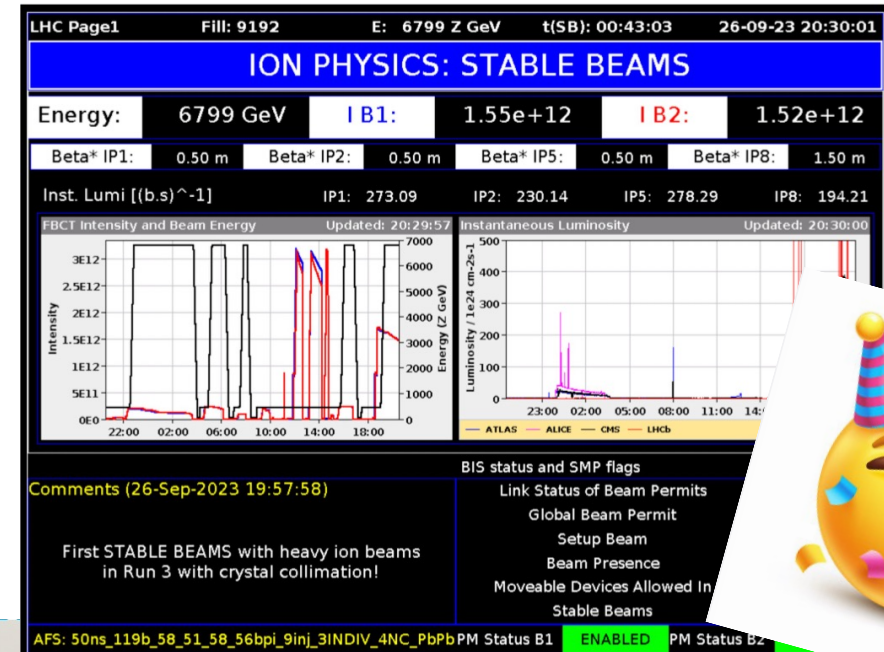 LHC Page1 Fill: 9192 E: 6799 Z GeV t(SB): 00:43:03 26-09-23 20:30:01
ION PHYSICS: STABLE BEAMS
Energy: 6799 GeV I B1: 1.55e+12 I B2: 1.52e+12
Beta* IP1: 0.50 m Beta* IP2: 0.50 m Beta* IP5: 0.50 m Beta* IP8: 1.50 m
Inst. Lumi [(b.s)^-1] IP1: 273.09 IP2: 230.14 IP5: 278.29 IP8: 194.21
FBCT Intensity and Beam Energy Updated: 20:29:57
Intensity
3E12
2.5E12
1.5E12
1E12
5E11
0E0
7000
6000
5000
4000
3000
2000
1000
0
Energy (Z GeV)
22:00 02:00 06:00 10:00 14:00 18:00
Instantaneous Luminosity Updated: 20:30:00
Luminosity / 1e24 cm-2s-1
500
400
300
200
100
0
23:00 02:00 05:00 08:00 11:00
ATLAS ALICE CMS LHCb
Comments (26-Sep-2023 19:57:58)
First STABLE BEAMS with heavy ion beams
in Run 3 with crystal collimation!
BIS status and SMP flags
Link Status of Beam Permits
Global Beam Permit
Setup Beam
Beam Presence
Moveable Devices Allowed In
Stable Beams
AFS: 50ns_119b_58_51_58_56bpi_9inj_3INDIV_4NC_PbPb PM Status B1 ENABLED PM Status B2